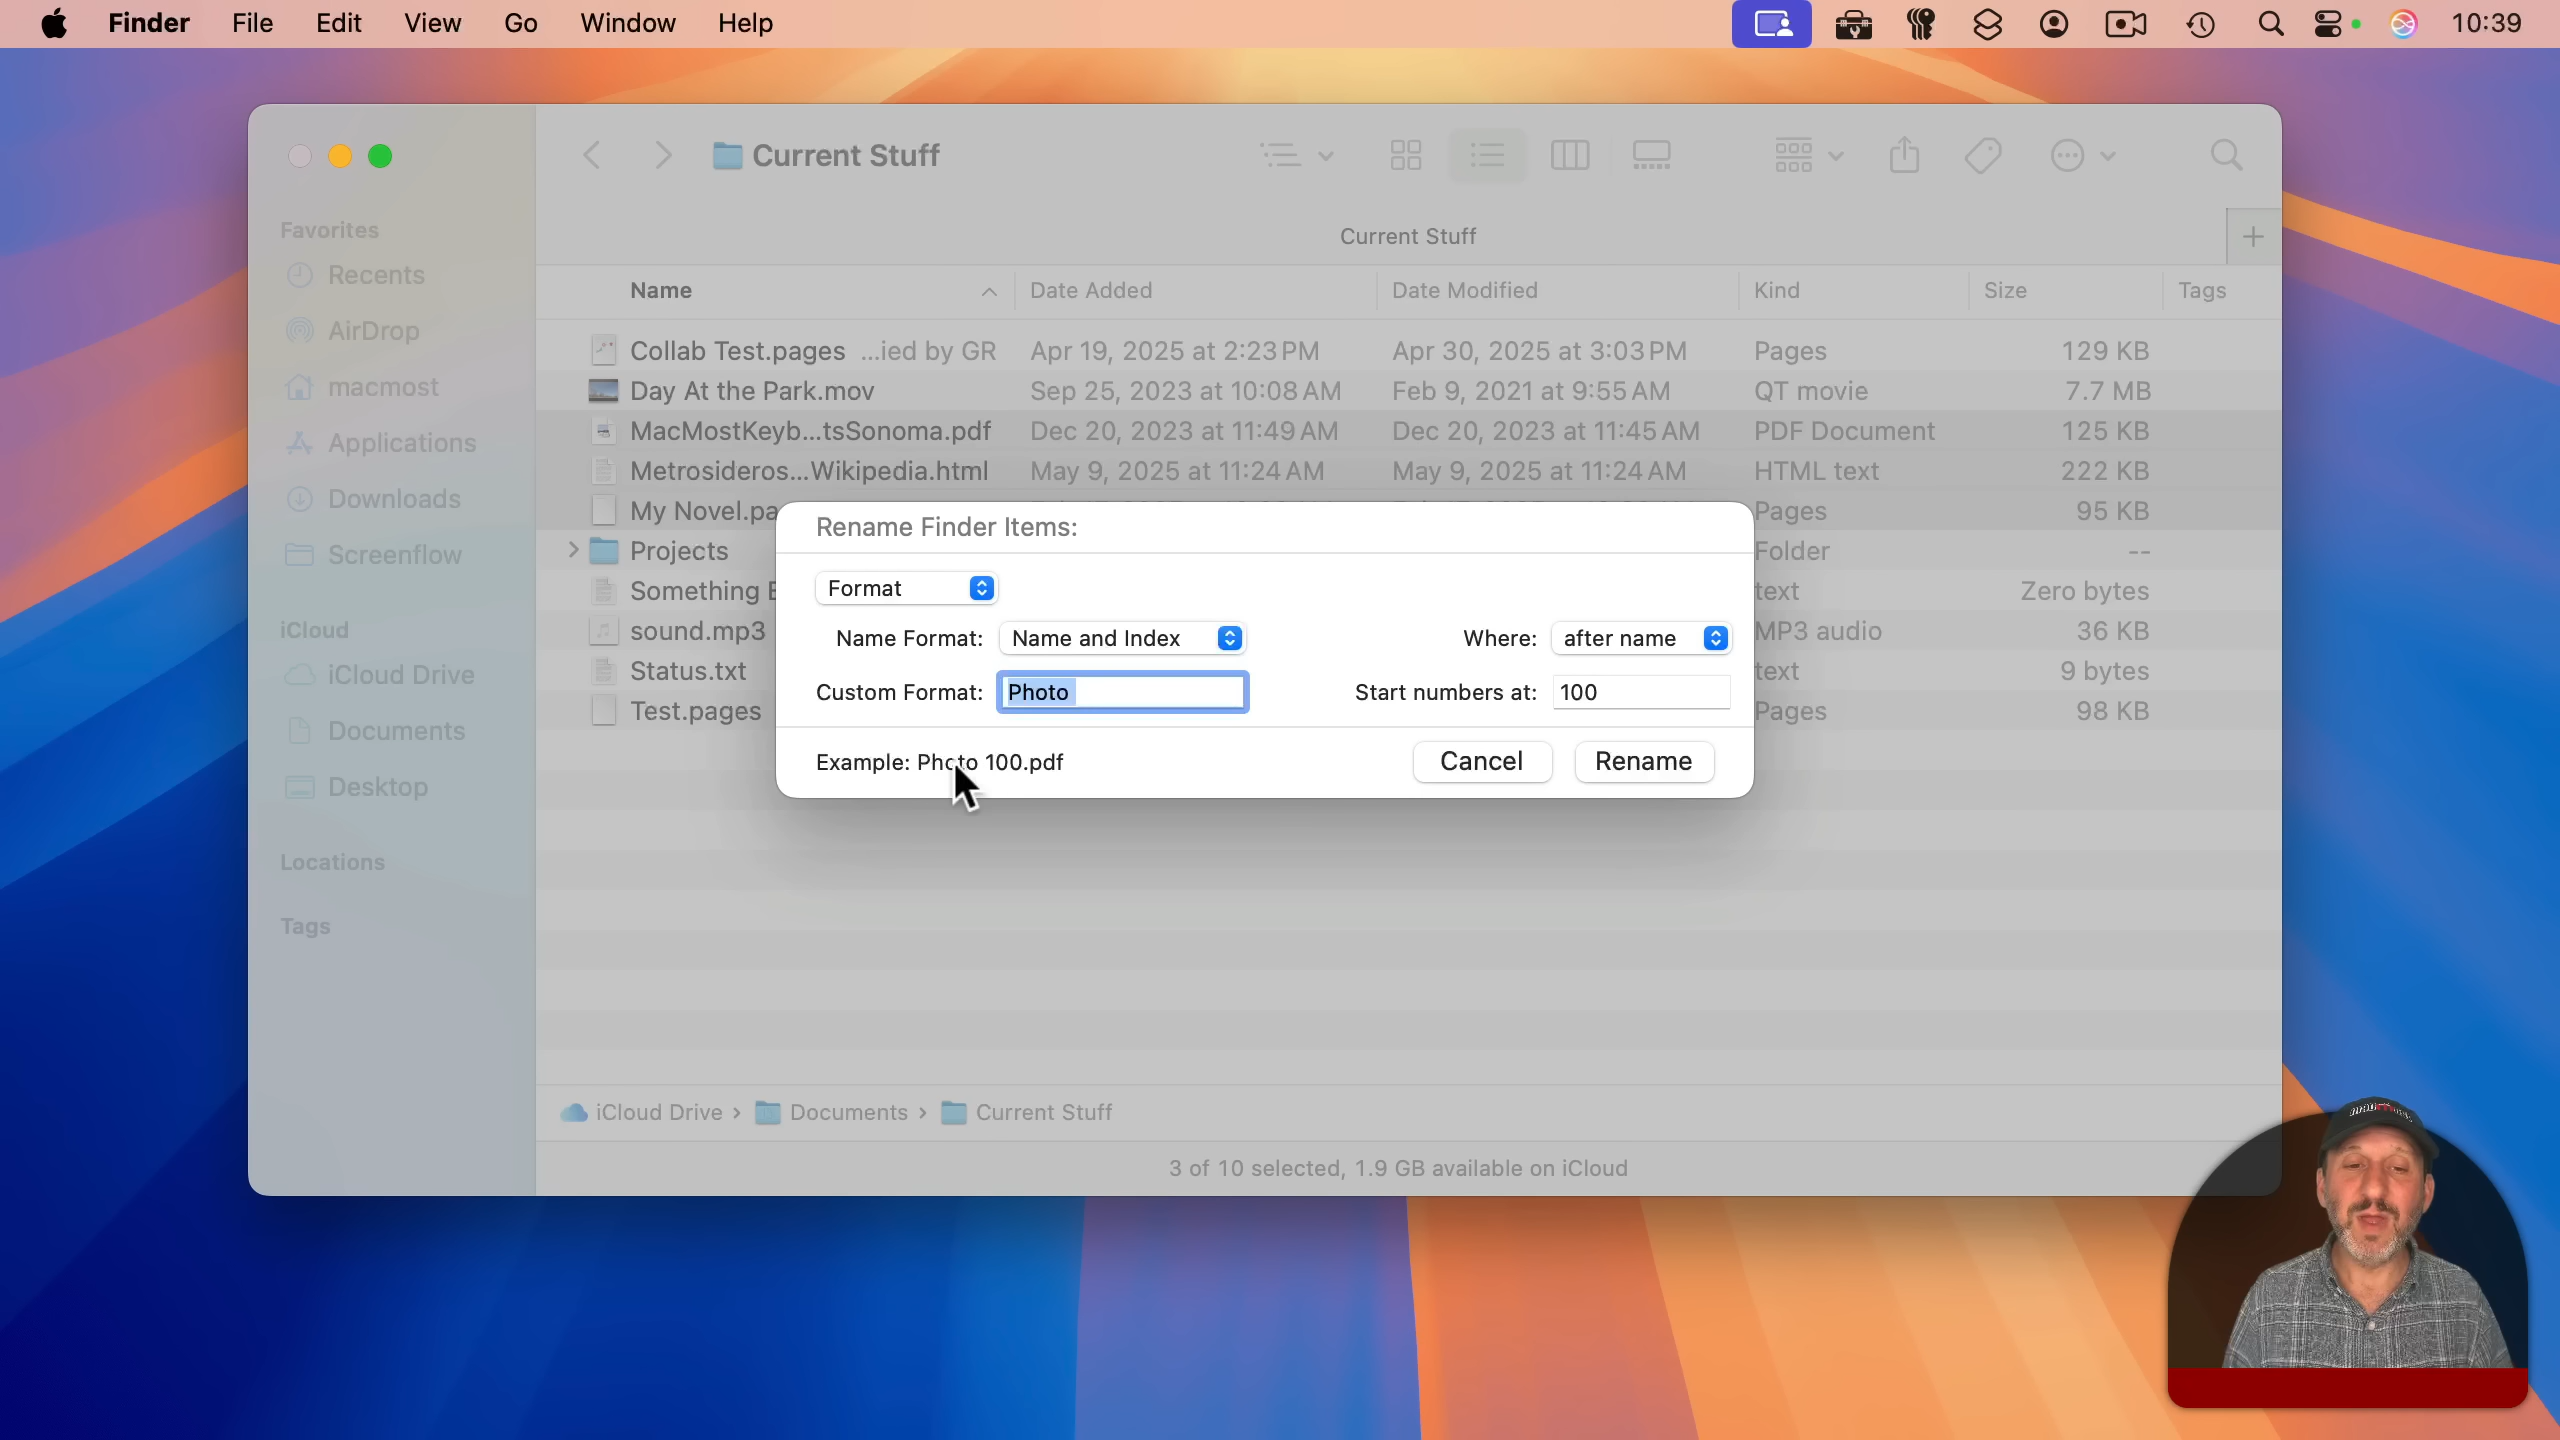 Finder File Edit View Go Window Help 10:39
Current Stuff
Favorites
Recents
AirDrop
macmost
Applications
Downloads
Screenflow
iCloud
iCloud Drive
Documents
Desktop
Locations
Tags
Current Stuff
Name Date Added Date Modified Kind Size Tags
Collab Test.pages ...ied by GR Apr 19, 2025 at 2:23 PM Apr 30, 2025 at 3:03 PM Pages 129 KB
Day At the Park.mov Sep 25, 2023 at 10:08 AM Feb 9, 2021 at 9:55 AM QT movie 7.7 MB
MacMostKeyb...tsSonoma.pdf Dec 20, 2023 at 11:49 AM Dec 20, 2023 at 11:45 AM PDF Document 125 KB
Metrosideros...Wikipedia.html May 9, 2025 at 11:24 AM May 9, 2025 at 11:24 AM HTML text 222 KB
My Novel.pa Pages 95 KB
Projects Folder --
Something text Zero bytes
sound.mp3 MP3 audio 36 KB
Status.txt text 9 bytes
Test.pages Pages 98 KB
Rename Finder Items:
Format
Name Format: Name and Index Where: after name
Custom Format: Photo Start numbers at: 100
Example: Photo 100.pdf Cancel Rename
iCloud Drive › Documents › Current Stuff
3 of 10 selected, 1.9 GB available on iCloud